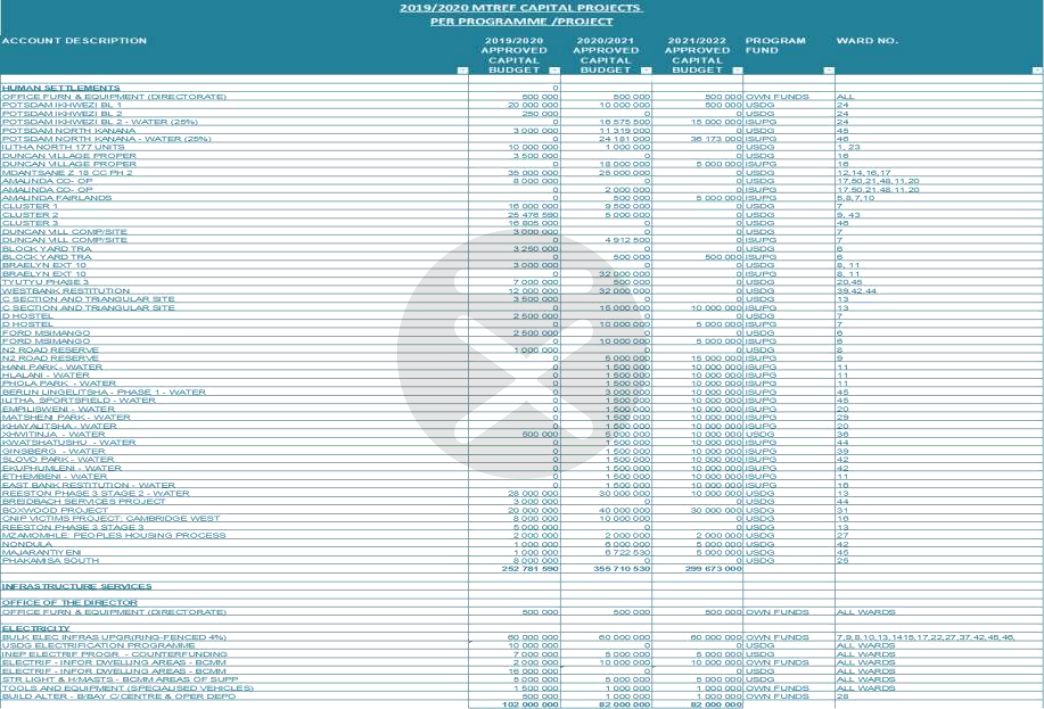 2019/2020 MTREF CAPITAL PROJECTS
PER PROGRAMME /PROJECT
ACCOUNT DESCRIPTION 2019/2020 APPROVED CAPITAL BUDGET 2020/2021 APPROVED CAPITAL BUDGET 2021/2022 APPROVED CAPITAL BUDGET PROGRAM FUND WARD NO.
HUMAN SETTLEMENTS 0
OFFICE FURN & EQUIPMENT (DIRECTORATE) 500 000 500 000 500 000 OWN FUNDS ALL
POTSDAM IKHWEZI BL 1 20 000 000 10 000 000 500 000 USDG 24
POTSDAM IKHWEZI BL 2 250 000 0 0 USDG 24
POTSDAM IKHWEZI BL 2 - WATER (25%) 0 16 575 500 15 000 000 ISUPG 24
POTSDAM NORTH KANANA 3 000 000 11 319 000 0 USDG 45
POTSDAM NORTH KANANA - WATER (25%) 0 24 181 000 36 173 000 ISUPG 46
ILITHA NORTH 177 UNITS 10 000 000 1 000 000 0 USDG 1, 23
DUNCAN VILLAGE PROPER 3 500 000 0 0 USDG 16
DUNCAN VILLAGE PROPER 0 18 000 000 5 000 000 ISUPG 16
MDANTSANE Z 18 CC PH 2 35 000 000 25 000 000 0 USDG 12,14,16,17
AMALINDA CO- OP 8 000 000 0 0 USDG 17,50,21,48,11,20
AMALINDA CO- OP 0 2 000 000 0 ISUPG 17,50,21,48,11,20
AMALINDA FAIRLANDS 0 500 000 5 000 000 ISUPG 5,8,7,10
CLUSTER 1 16 000 000 9 500 000 0 USDG 7
CLUSTER 2 25 476 590 5 000 000 0 USDG 9, 43
CLUSTER 3 16 805 000 0 0 USDG 46
DUNCAN VILL COMP/SITE 3 000 000 0 0 USDG 7
DUNCAN VILL COMP/SITE 0 4 912 500 0 ISUPG 7
BLOCK YARD TRA 3 250 000 0 0 USDG 6
BLOCK YARD TRA 0 500 000 500 000 ISUPG 6
BRAELYN EXT 10 3 000 000 0 0 USDG 8, 11
BRAELYN EXT 10 0 32 000 000 0 ISUPG 8, 11
TYUTYU PHASE 3 7 000 000 500 000 0 USDG 20,45
WESTBANK RESTITUTION 12 000 000 32 000 000 0 USDG 39,42,44
C SECTION AND TRIANGULAR SITE 3 500 000 0 0 USDG 13
C SECTION AND TRIANGULAR SITE 0 15 000 000 10 000 000 ISUPG 13
D HOSTEL 2 500 000 0 0 USDG 7
D HOSTEL 0 10 000 000 5 000 000 ISUPG 7
FORD MSIMANGO 2 500 000 0 0 USDG 6
FORD MSIMANGO 0 10 000 000 5 000 000 ISUPG 6
N2 ROAD RESERVE 1 000 000 0 0 USDG 8
N2 ROAD RESERVE 0 5 000 000 15 000 000 ISUPG 9
HANI PARK - WATER 0 1 500 000 10 000 000 ISUPG 11
HLALANI - WATER 0 1 500 000 10 000 000 ISUPG 11
PHOLA PARK - WATER 0 1 500 000 10 000 000 ISUPG 11
BERLIN LINGELITSHA - PHASE 1 - WATER 0 3 000 000 10 000 000 ISUPG 45
ILITHA SPORTSFIELD - WATER 0 1 500 000 10 000 000 ISUPG 45
EMPILISWENI - WATER 0 1 500 000 10 000 000 ISUPG 20
MATSHENI PARK - WATER 0 1 500 000 10 000 000 ISUPG 29
KHAYALITSHA - WATER 0 1 500 000 10 000 000 ISUPG 20
XHWITINJA - WATER 500 000 5 000 000 10 000 000 USDG 36
KWATSHATUSHU - WATER 0 1 500 000 10 000 000 ISUPG 44
GINSBERG - WATER 0 1 500 000 10 000 000 ISUPG 39
SLOVO PARK - WATER 0 1 500 000 10 000 000 ISUPG 42
EKUPHUMLENI - WATER 0 1 500 000 10 000 000 ISUPG 42
ETHEMBENI - WATER 0 1 500 000 10 000 000 ISUPG 11
EAST BANK RESTITUTION - WATER 0 1 500 000 10 000 000 ISUPG 16
REESTON PHASE 3 STAGE 2 - WATER 28 000 000 30 000 000 10 000 000 USDG 13
BREIDBACH SERVICES PROJECT 3 000 000 0 0 USDG 44
BOXWOOD PROJECT 20 000 000 40 000 000 30 000 000 USDG 31
CNIP VICTIMS PROJECT: CAMBRIDGE WEST 8 000 000 10 000 000 0 USDG 16
REESTON PHASE 3 STAGE 3 5 000 000 0 0 USDG 13
MZAMOMHLE: PEOPLES HOUSING PROCESS 2 000 000 2 000 000 2 000 000 USDG 27
NONDULA 1 000 000 6 000 000 5 000 000 USDG 42
MAJARANTIYENI 1 000 000 6 722 530 5 000 000 USDG 45
PHAKAMISA SOUTH 8 000 000 0 0 USDG 25
252 781 590 355 710 530 299 673 000
INFRASTRUCTURE SERVICES
OFFICE OF THE DIRECTOR
OFFICE FURN & EQUIPMENT (DIRECTORATE) 500 000 500 000 500 000 OWN FUNDS ALL WARDS
ELECTRICITY
BULK ELEC INFRAS UPGR(RING-FENCED 4%) 60 000 000 60 000 000 60 000 000 OWN FUNDS 7,9,8,10,13,1415,17,22,27,37,42,45,46,
USDG ELECTRIFICATION PROGRAMME 10 000 000 0 0 USDG ALL WARDS
INEP ELECTRIF PROGR. - COUNTERFUNDING 7 000 000 5 000 000 5 000 000 USDG ALL WARDS
ELECTRIF - INFOR DWELLING AREAS - BCMM 2 000 000 10 000 000 10 000 000 OWN FUNDS ALL WARDS
ELECTRIF - INFOR DWELLING AREAS - BCMM 16 000 000 0 0 USDG ALL WARDS
STR LIGHT & H/MASTS - BCMM AREAS OF SUPP 5 000 000 5 000 000 5 000 000 USDG ALL WARDS
TOOLS AND EQUIPMENT (SPECIALISED VEHICLES) 1 500 000 1 000 000 1 000 000 OWN FUNDS ALL WARDS
BUILD ALTER - B/BAY C/CENTRE & OPER DEPO 500 000 1 000 000 1 000 000 OWN FUNDS 28
102 000 000 82 000 000 82 000 000